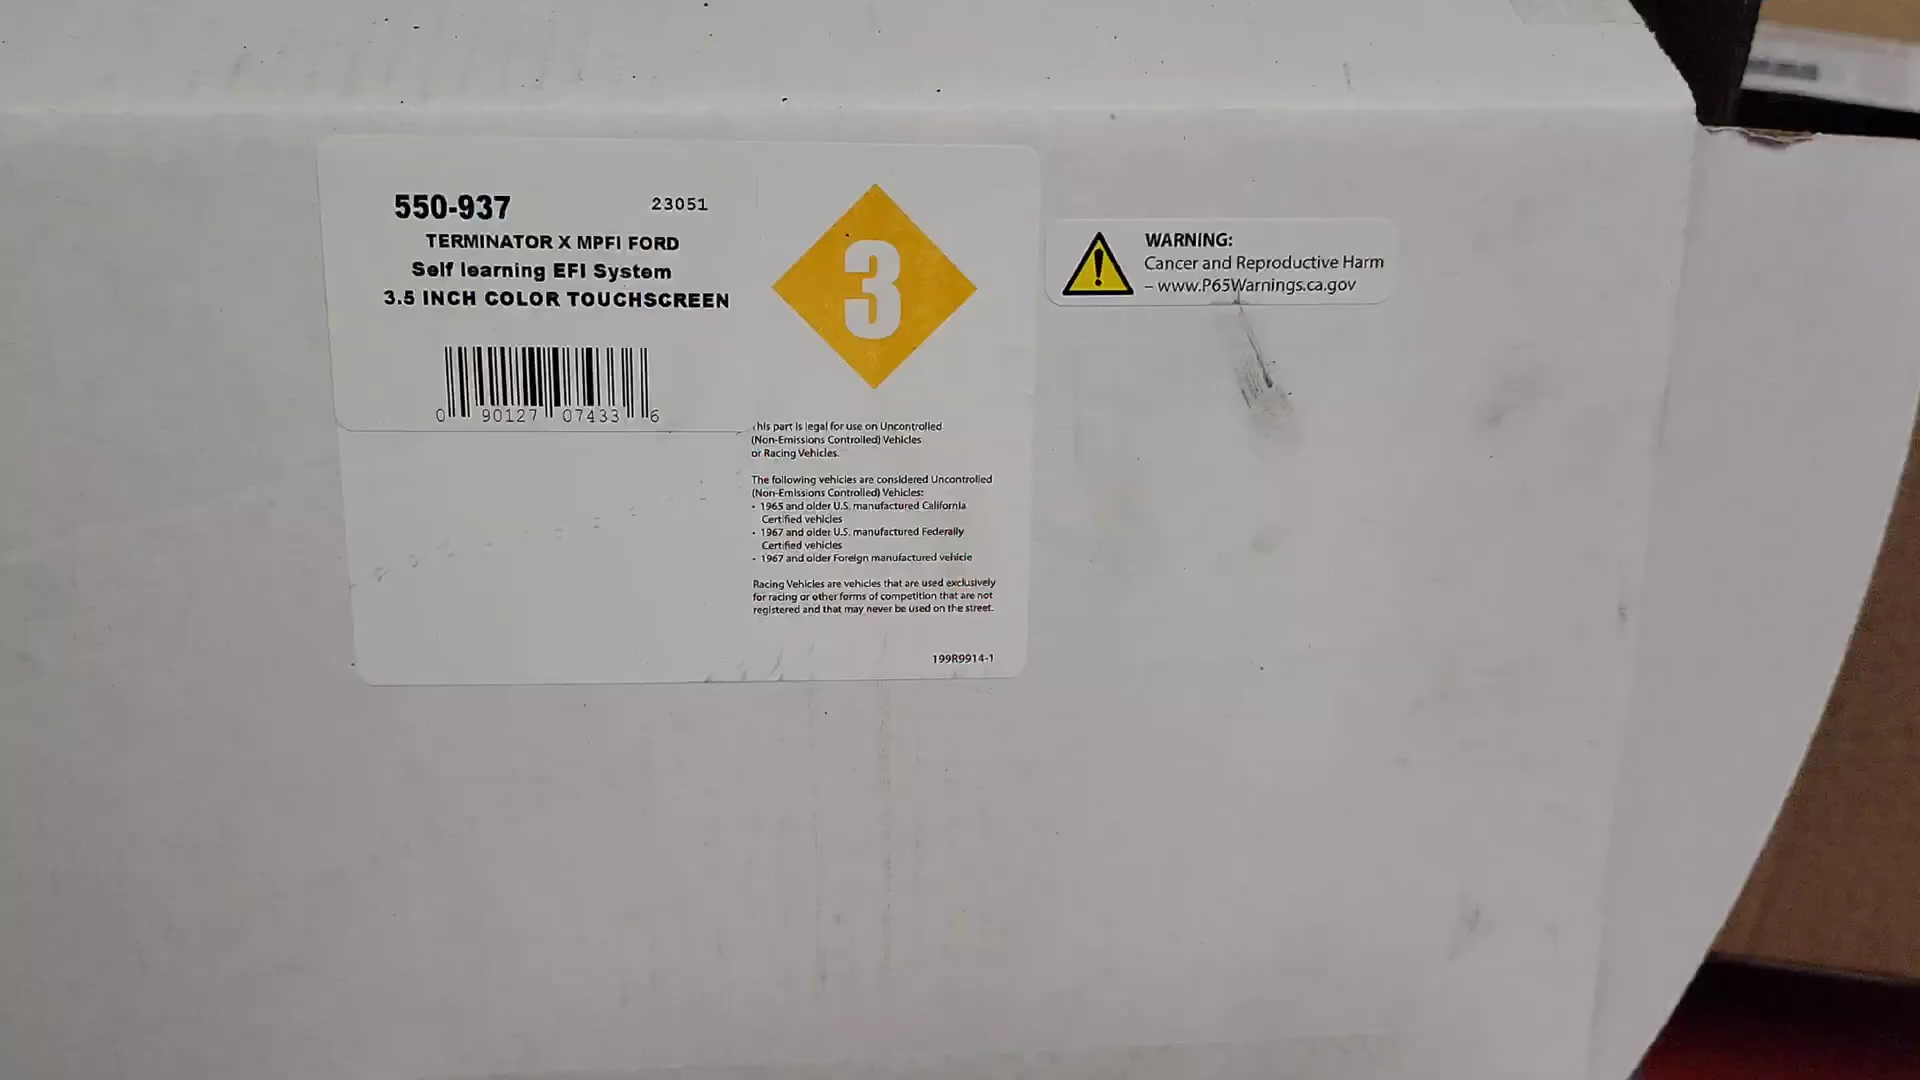 550-937
23051
TERMINATOR X MPFI FORD
Self learning EFI System
3.5 INCH COLOR TOUCHSCREEN
0 90127 07433 6
3
This part is legal for use on Uncontrolled
(Non-Emissions Controlled) Vehicles
or Racing Vehicles.
The following vehicles are considered Uncontrolled
(Non-Emissions Controlled) Vehicles:
• 1965 and older U.S. manufactured California
Certified vehicles
• 1967 and older U.S. manufactured Federally
Certified vehicles
• 1967 and older Foreign manufactured vehicle
Racing Vehicles are vehicles that are used exclusively
for racing or other forms of competition that are not
registered and that may never be used on the street.
199R9914-1
WARNING:
Cancer and Reproductive Harm
– www.P65Warnings.ca.gov